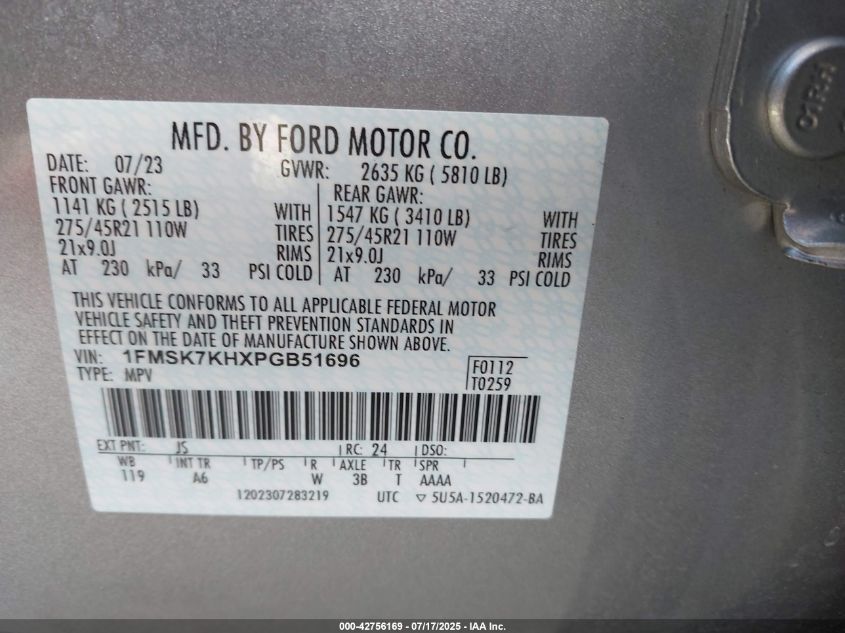 MFD. BY FORD MOTOR CO.
DATE: 07/23 GVWR: 2635 KG ( 5810 LB)
FRONT GAWR: REAR GAWR:
1141 KG ( 2515 LB) WITH 1547 KG ( 3410 LB) WITH
275/45R21 110W TIRES 275/45R21 110W TIRES
21x9.0J RIMS 21x9.0J RIMS
AT 230 kPa/ 33 PSI COLD AT 230 kPa/ 33 PSI COLD
THIS VEHICLE CONFORMS TO ALL APPLICABLE FEDERAL MOTOR
VEHICLE SAFETY AND THEFT PREVENTION STANDARDS IN
EFFECT ON THE DATE OF MANUFACTURE SHOWN ABOVE.
VIN: 1FMSK7KHXPGB51696 F0112
TYPE: MPV T0259
EXT PNT: JS RC: 24 DSO:
WB INT TR TP/PS R AXLE TR SPR
119 A6 W 3B T AAAA
1202307283219 UTC ▽ 5U5A-1520472-BA
000-42756169 - 07/17/2025 - IAA Inc.